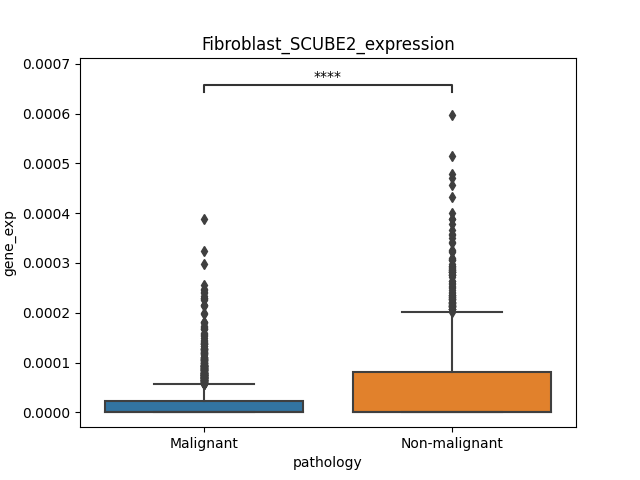 Fibroblast_SCUBE2_expression
****
0.0007
0.0006
0.0005
0.0004
0.0003
0.0002
0.0001
0.0000
gene_exp
Malignant
Non-malignant
pathology